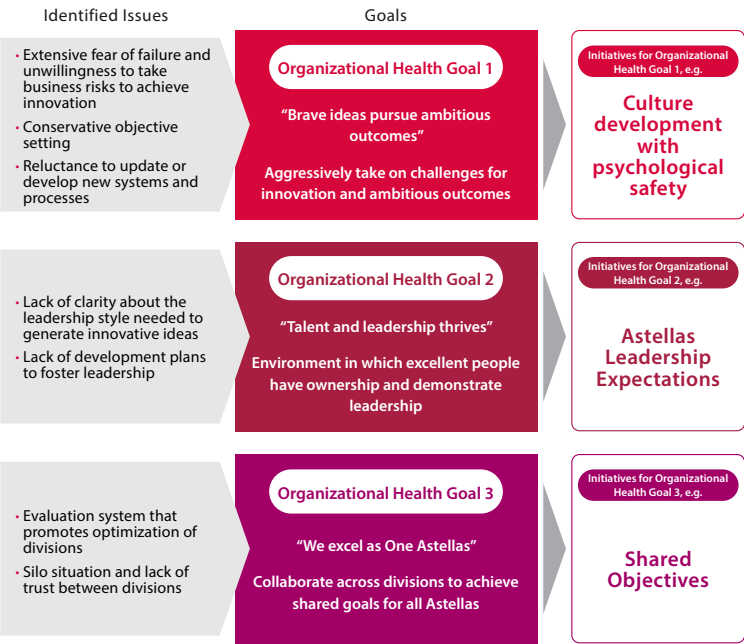 Identified Issues
Goals
• Extensive fear of failure and
unwillingness to take
business risks to achieve
innovation
• Conservative objective
setting
• Reluctance to update or
develop new systems and
processes
Organizational Health Goal 1
“Brave ideas pursue ambitious
outcomes”
Aggressively take on challenges for
innovation and ambitious outcomes
Initiatives for Organizational
Health Goal 1, e.g.
Culture
development
with
psychological
safety
• Lack of clarity about the
leadership style needed to
generate innovative ideas
• Lack of development plans
to foster leadership
Organizational Health Goal 2
“Talent and leadership thrives”
Environment in which excellent people
have ownership and demonstrate
leadership
Initiatives for Organizational
Health Goal 2, e.g.
Astellas
Leadership
Expectations
• Evaluation system that
promotes optimization of
divisions
• Silo situation and lack of
trust between divisions
Organizational Health Goal 3
“We excel as One Astellas”
Collaborate across divisions to achieve
shared goals for all Astellas
Initiatives for Organizational
Health Goal 3, e.g.
Shared
Objectives